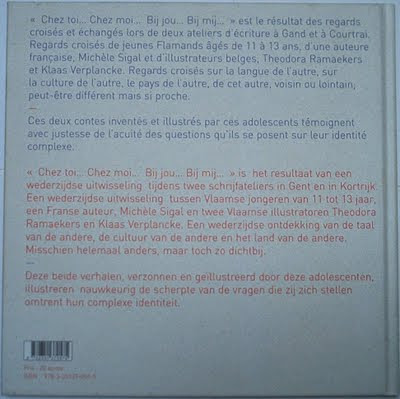 « Chez toi... Chez moi... Bij jou... Bij mij... » est le résultat des regards
croisés et échangés lors de deux ateliers d'écriture à Gand et à Courtrai.
Regards croisés de jeunes Flamands âgés de 11 à 13 ans, d'une auteure
française, Michèle Sigal et d'illustrateurs belges, Theodora Ramaekers
et Klaas Verplancke. Regards croisés sur la langue de l'autre, sur
la culture de l'autre, le pays de l'autre, de cet autre, voisin ou lointain,
peut-être différent mais si proche.
—
Ces deux contes inventés et illustrés par ces adolescents témoignent
avec justesse de l'acuité des questions qu'ils se posent sur leur identité
complexe.
« Chez toi... Chez moi... Bij jou... Bij mij... » is het resultaat van een
wederzijdse uitwisseling tijdens twee schrijfateliers in Gent en in Kortrijk.
Een wederzijdse uitwisseling tussen Vlaamse jongeren van 11 tot 13 jaar,
een Franse auteur, Michèle Sigal en twee Vlaamse illustratoren Theodora
Ramaekers en Klaas Verplancke. Een wederzijdse ontdekking van de taal
van de andere, de cultuur van de andere en het land van de andere.
Misschien helemaal anders, maar toch zo dichtbij.
—
Deze beide verhalen, verzonnen en geïllustreerd door deze adolescenten,
illustreren nauwkeurig de scherpte van de vragen die zij zich stellen
omtrent hun complexe identiteit.
Prix : 20 euros
ISBN